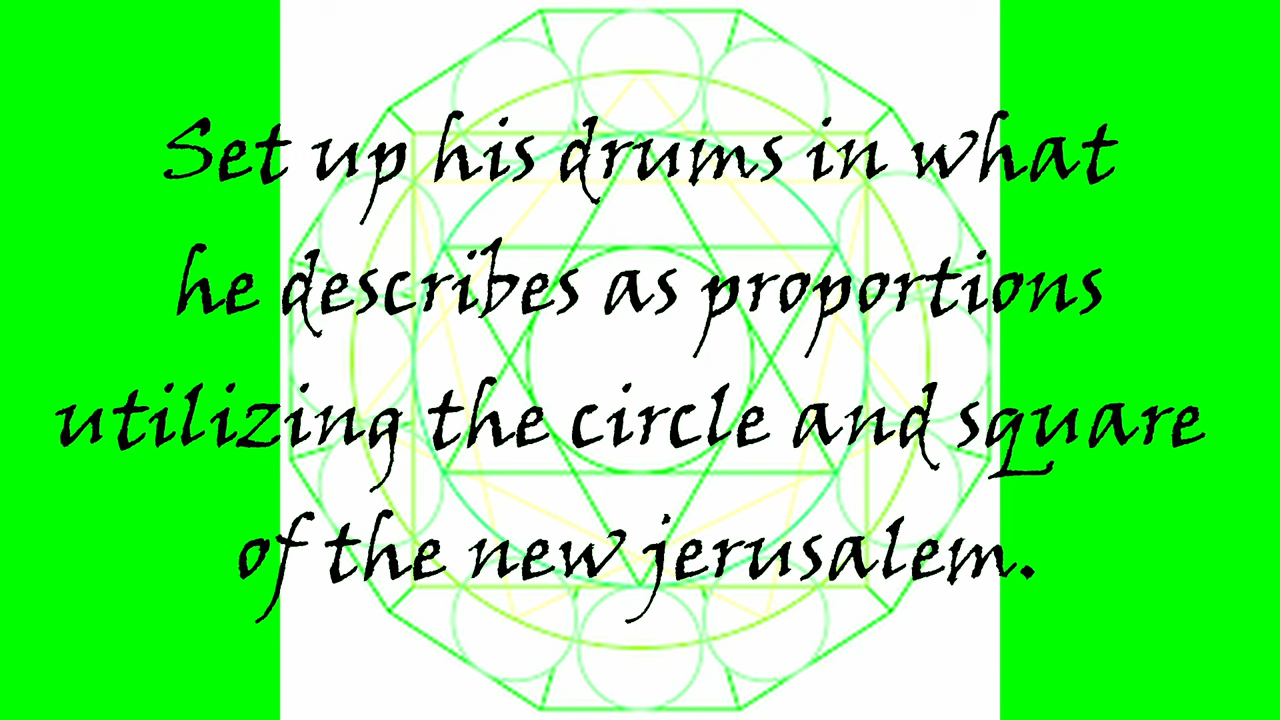 Set up his drums in what
he describes as proportions
utilizing the circle and square
of the new jerusalem.